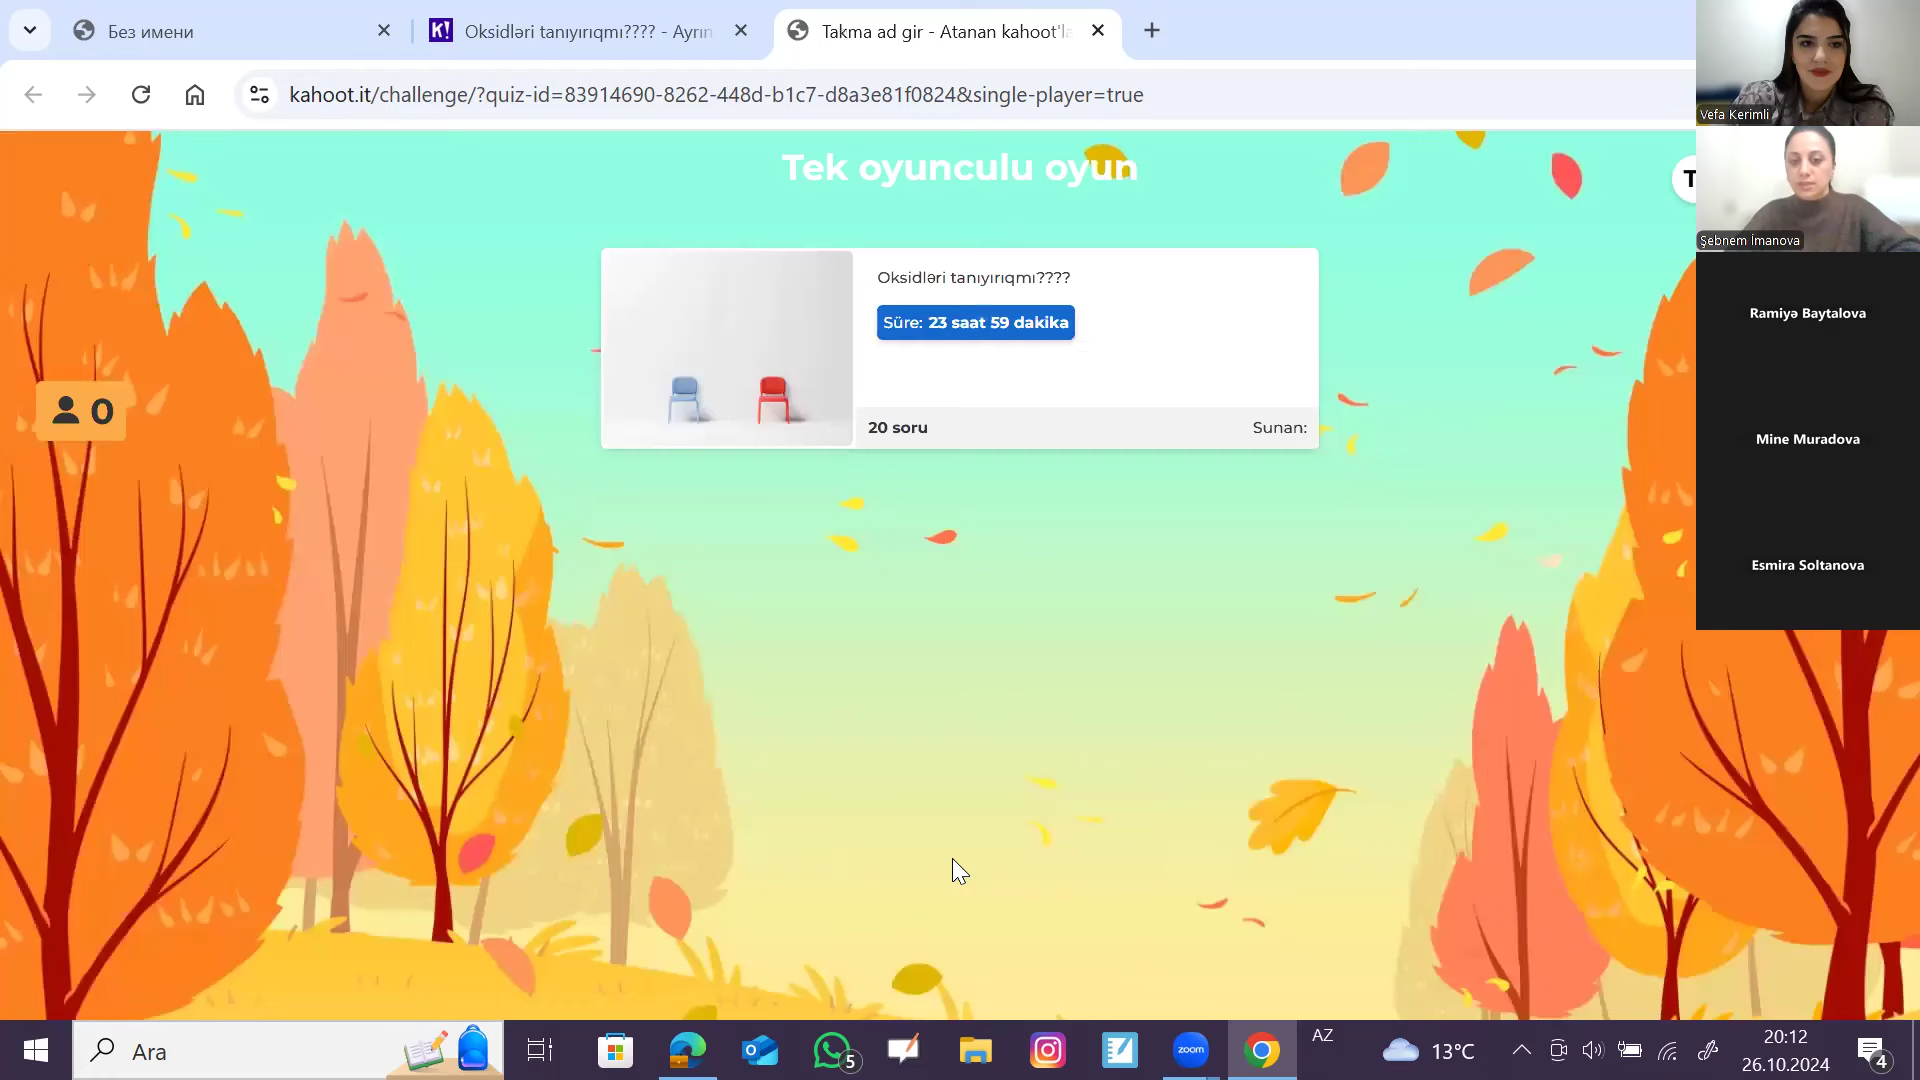 Без имени
K!
Oksidləri tanıyırıqmı???? - Ayrın
Takma ad gir - Atanan kahoot'la
kahoot.it/challenge/?quiz-id=83914690-8262-448d-b1c7-d8a3e81f0824&single-player=true
Tek oyunculu oyun
T
Oksidləri tanıyırıqmı????
Süre: 23 saat 59 dakika
20 soru
Sunan:
0
Vefa Kerimli
Şebnem İmanova
Ramiyə Baytalova
Mine Muradova
Esmira Soltanova
Ara
5
zoom
AZ
13°C
20:12
26.10.2024
4